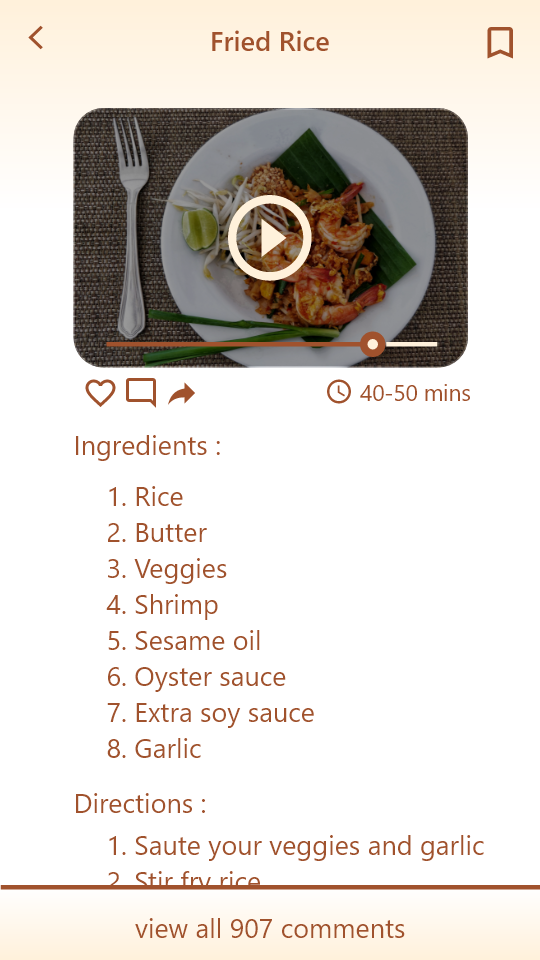 Fried Rice
40-50 mins
Ingredients :
1. Rice
2. Butter
3. Veggies
4. Shrimp
5. Sesame oil
6. Oyster sauce
7. Extra soy sauce
8. Garlic
Directions :
1. Saute your veggies and garlic
2. Stir fry rice
view all 907 comments